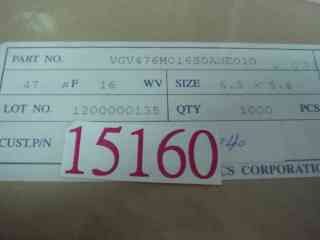 PART NO. VGV476M016S0ANE010
47 µF 16 WV SIZE 6.3 × 5.4
LOT NO. 1200000135 QTY 1000 PCS
CUST.P/N 15160
CS CORPORATION